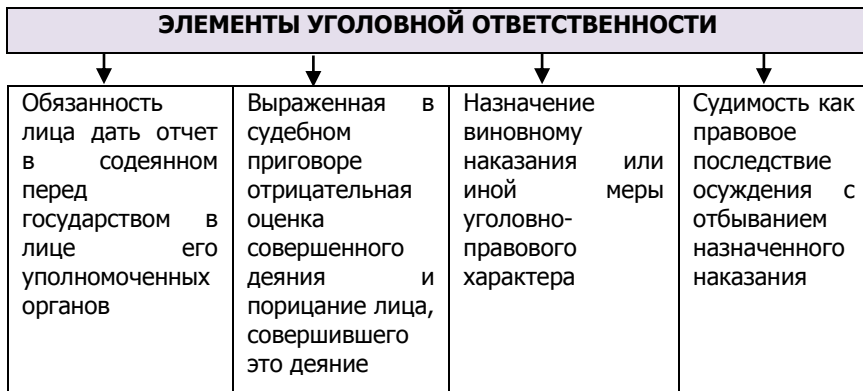 ЭЛЕМЕНТЫ УГОЛОВНОЙ ОТВЕТСТВЕННОСТИ
Обязанность
лица дать отчет
в содеянном
перед
государством в
лице его
уполномоченных
органов
Выраженная в
судебном
приговоре
отрицательная
оценка
совершенного
деяния и
порицание лица,
совершившего
это деяние
Назначение
виновному
наказания или
иной меры
уголовно-
правового
характера
Судимость как
правовое
последствие
осуждения с
отбыванием
назначенного
наказания